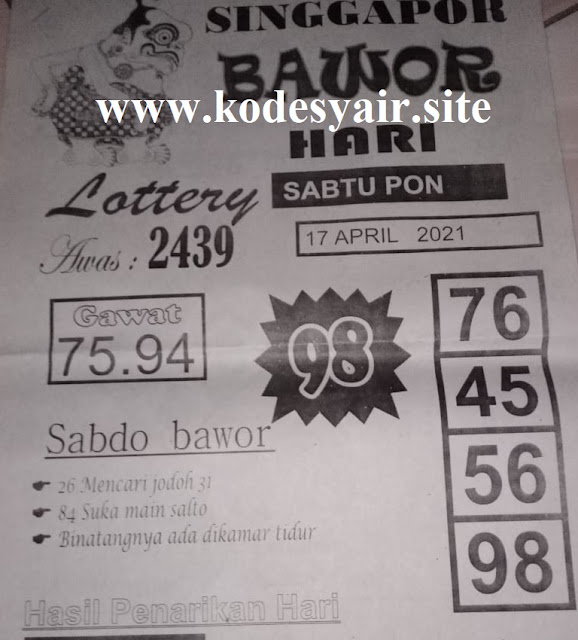 SINGGAPOR
BAWOR
www.kodesyair.site
HARI
Lottery
SABTU PON
Awas : 2439
17 APRIL 2021
Gawat
75.94
98
76
45
56
98
Sabdo bawor
26 Mencari jodoh 31
84 Suka main salto
Binatangnya ada dikamar tidur
Hasil Penarikan Hari